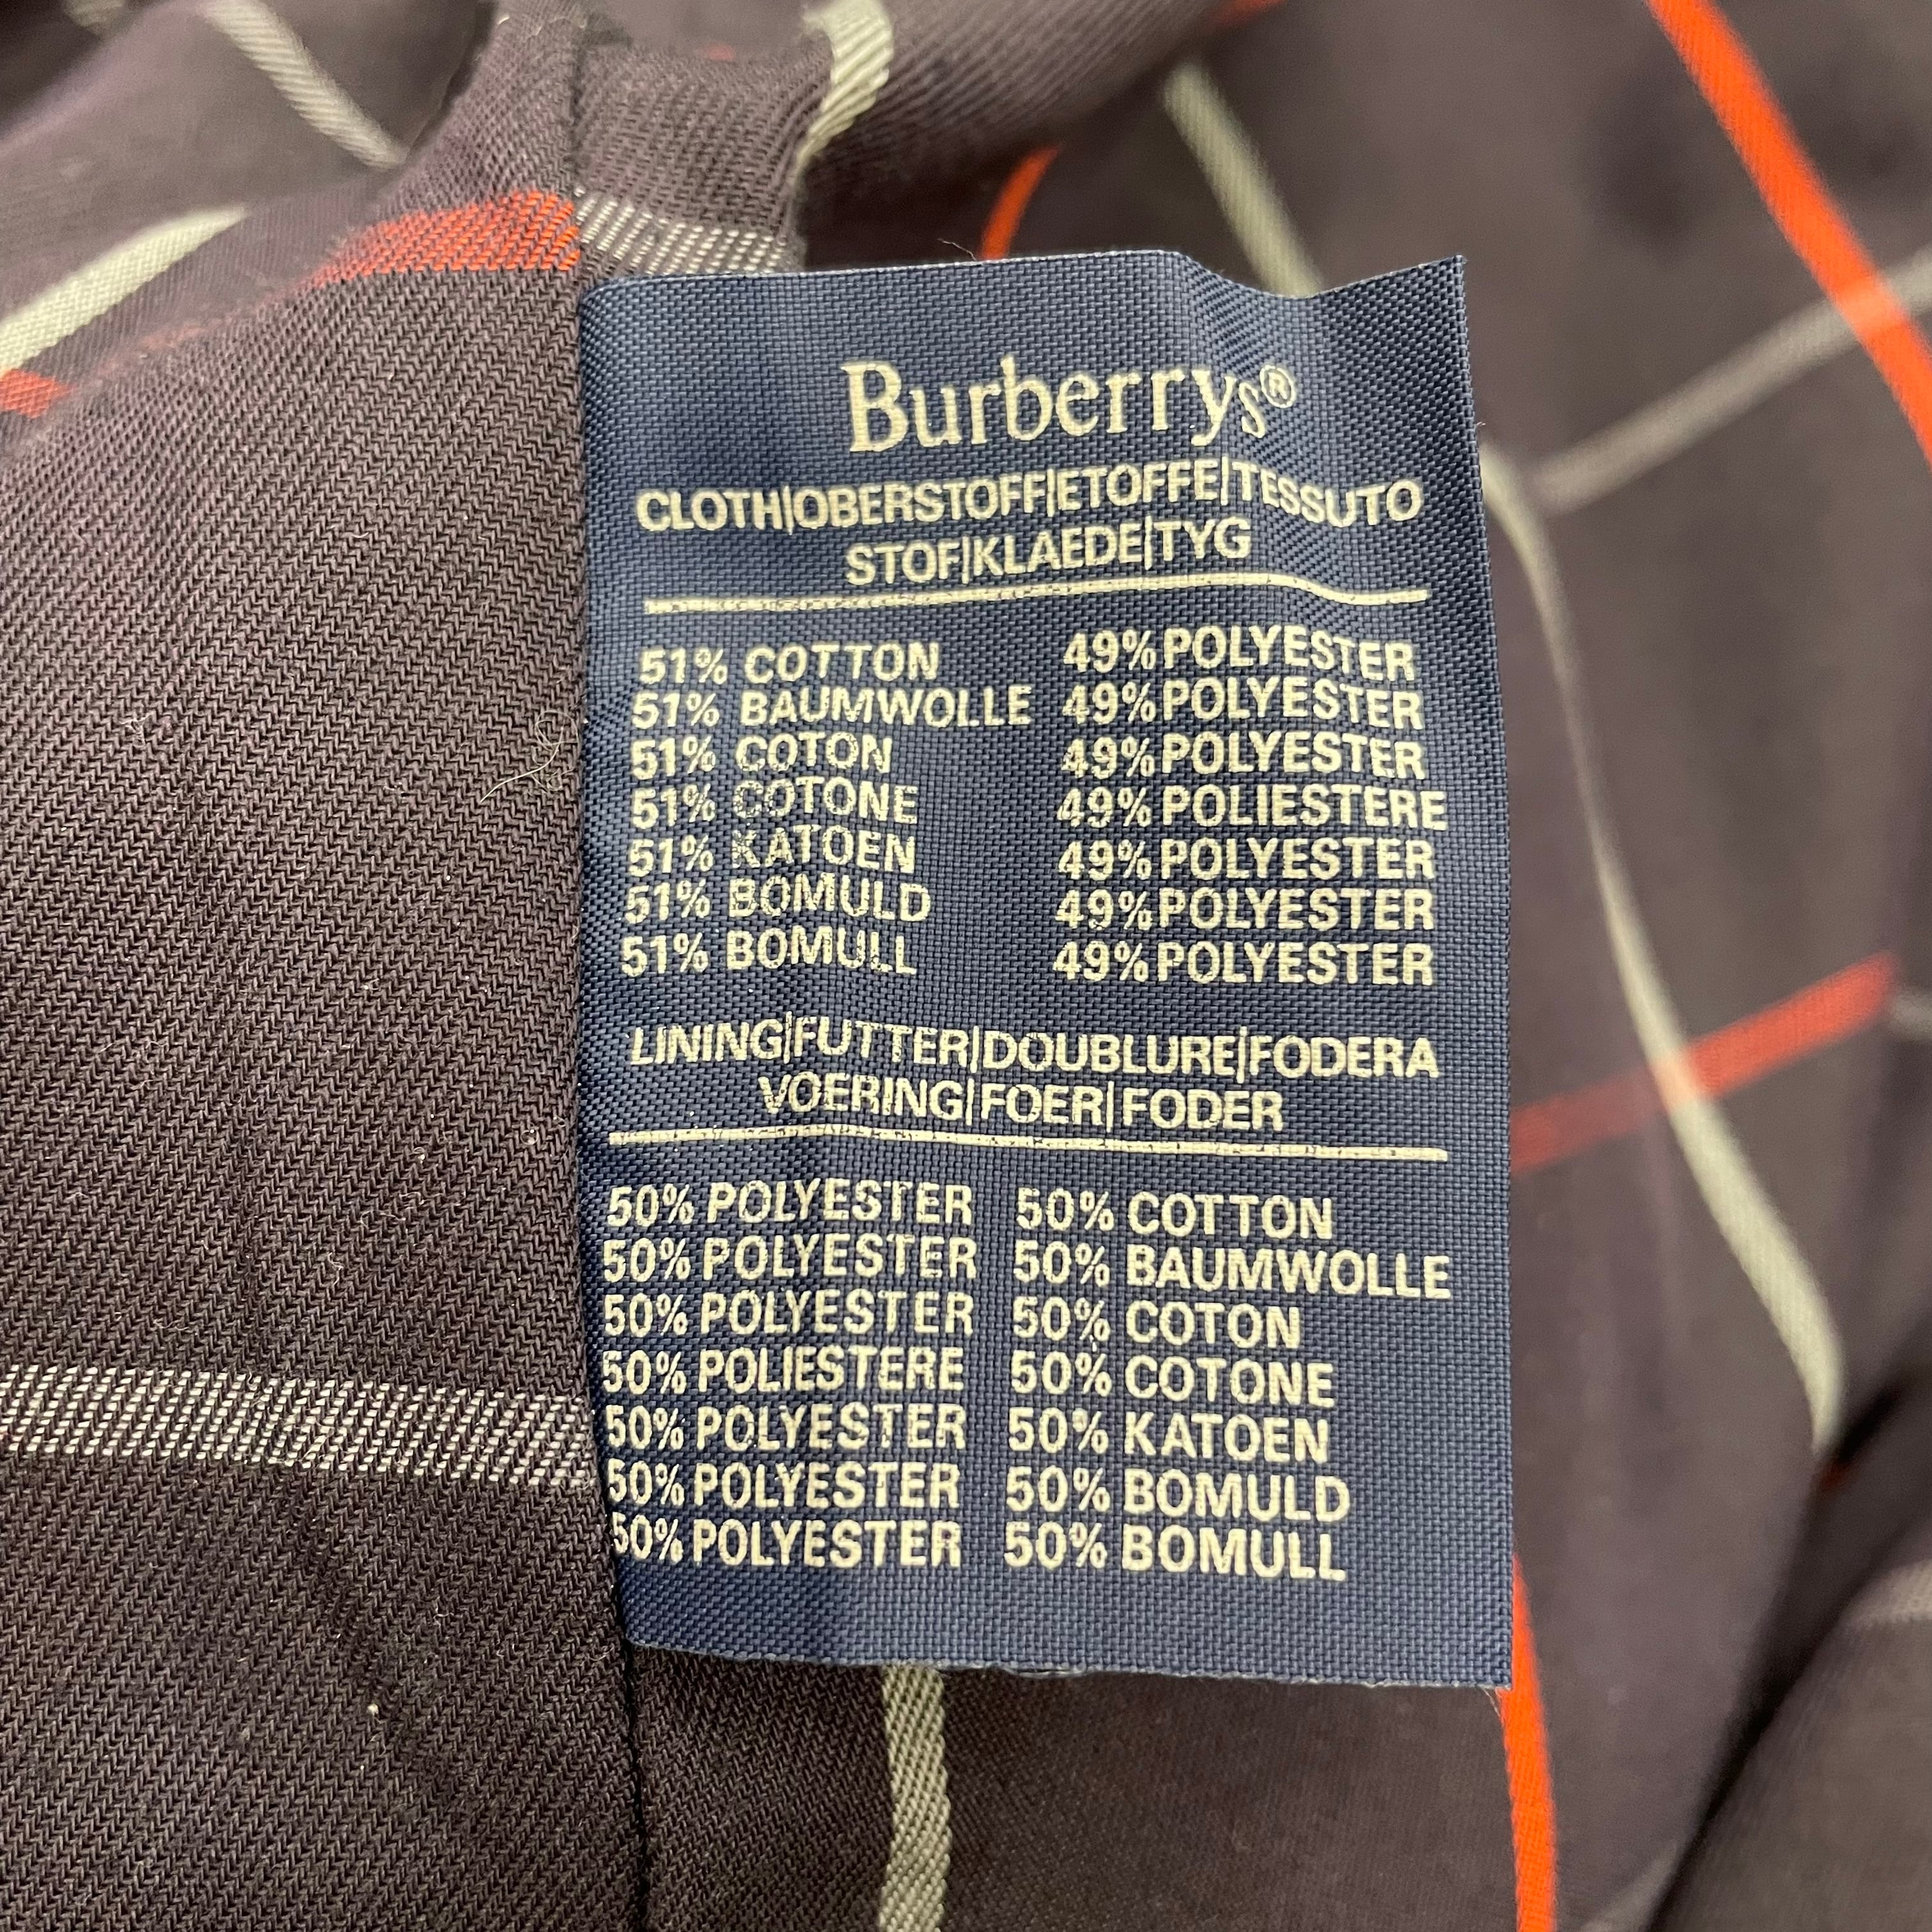 Burberrys®
CLOTH|OBERSTOFF|ETOFFE|TESSUTO
STOF|KLAEDE|TYG
51% COTTON 49% POLYESTER
51% BAUMWOLLE 49% POLYESTER
51% COTON 49% POLYESTER
51% COTONE 49% POLIESTERE
51% KATOEN 49% POLYESTER
51% BOMULD 49% POLYESTER
51% BOMULL 49% POLYESTER
LINING|FUTTER|DOUBLURE|FODERA
VOERING|FOER|FODER
50% POLYESTER 50% COTTON
50% POLYESTER 50% BAUMWOLLE
50% POLYESTER 50% COTON
50% POLIESTERE 50% COTONE
50% POLYESTER 50% KATOEN
50% POLYESTER 50% BOMULD
50% POLYESTER 50% BOMULL